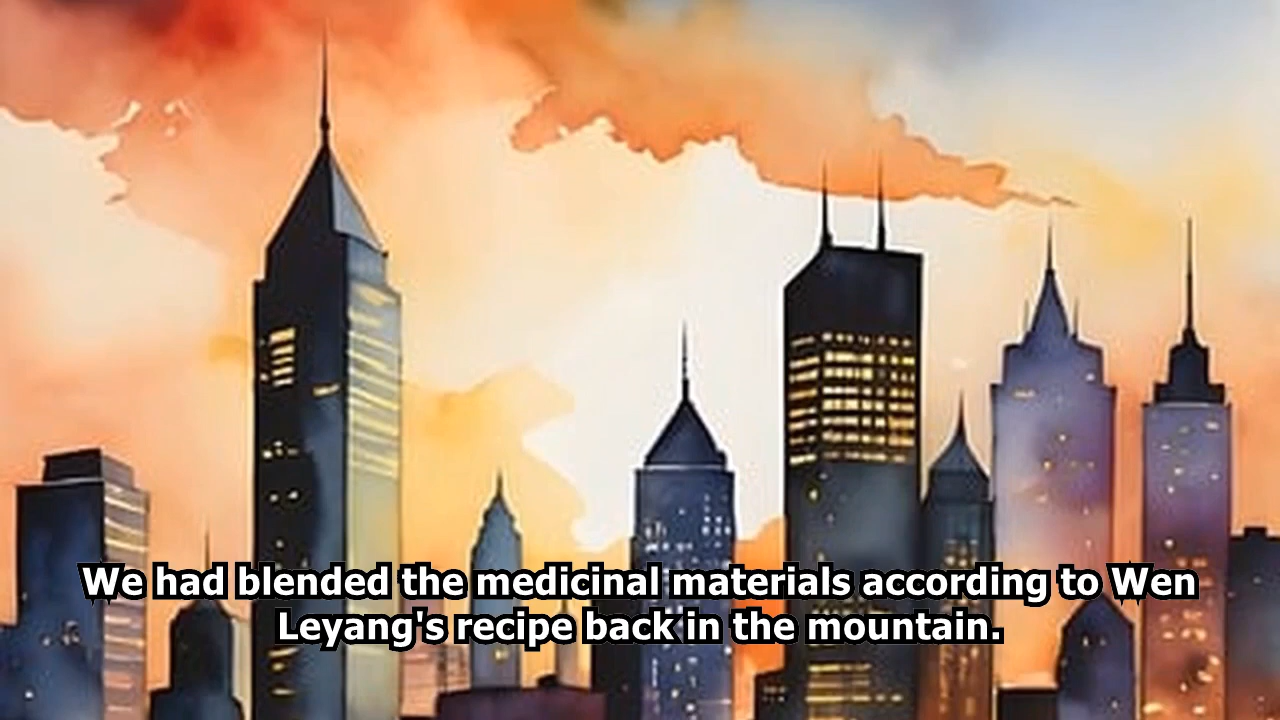 We had blended the medicinal materials according to Wen
Leyang's recipe back in the mountain.